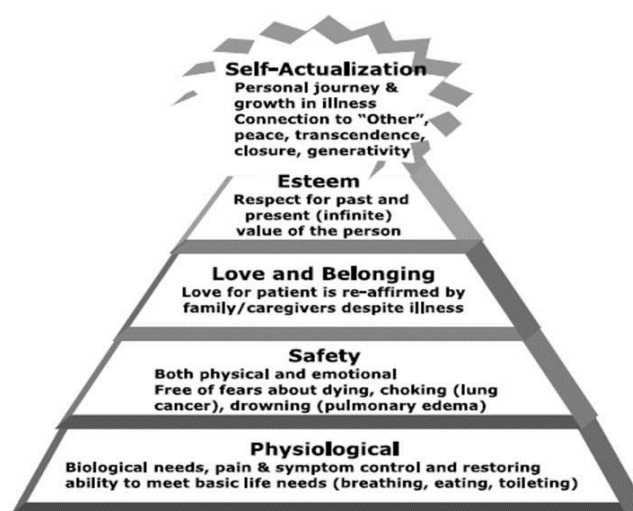 Self-Actualization
Personal journey &
growth in illness
Connection to "Other",
peace, transcendence,
closure, generativity
Esteem
Respect for past and
present (infinite)
value of the person
Love and Belonging
Love for patient is re-affirmed by
family/caregivers despite illness
Safety
Both physical and emotional
Free of fears about dying, choking (lung
cancer), drowning (pulmonary edema)
Physiological
Biological needs, pain & symptom control and restoring
ability to meet basic life needs (breathing, eating, toileting)